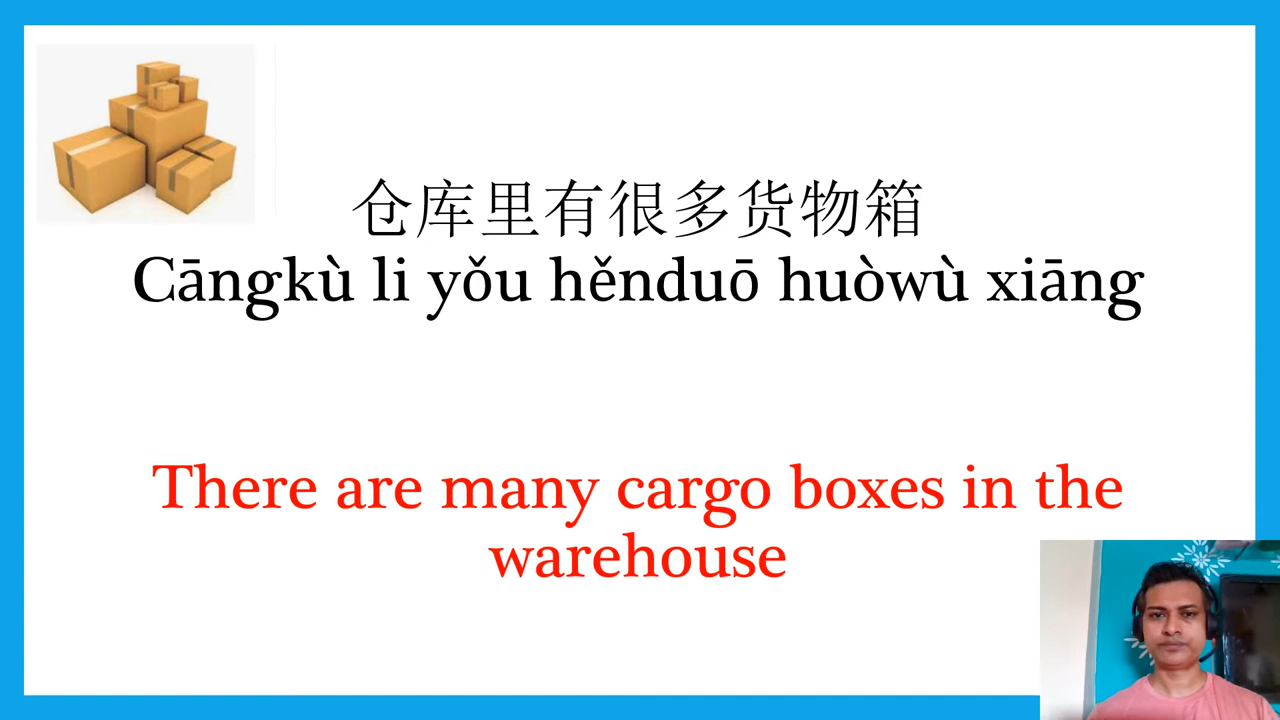 仓库里有很多货物箱
Cāngkù li yǒu hěnduō huòwù xiāng
There are many cargo boxes in the
warehouse